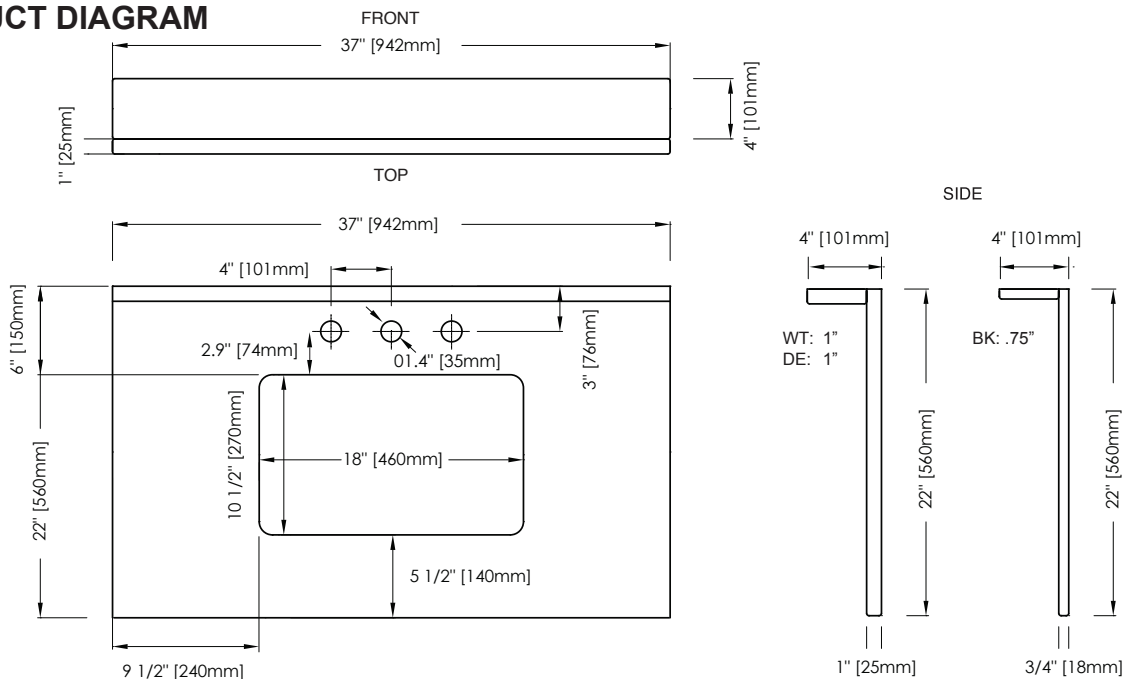 UCT DIAGRAM
FRONT
37" [942mm]
4" [101mm]
1" [25mm]
TOP
37" [942mm]
4" [101mm]
6" [150mm]
2.9" [74mm]
01.4" [35mm]
3" [76mm]
10 1/2" [270mm]
18" [460mm]
22" [560mm]
5 1/2" [140mm]
9 1/2" [240mm]
SIDE
4" [101mm]
4" [101mm]
WT: 1”
DE: 1”
BK: .75”
22" [560mm]
22" [560mm]
1" [25mm]
3/4" [18mm]